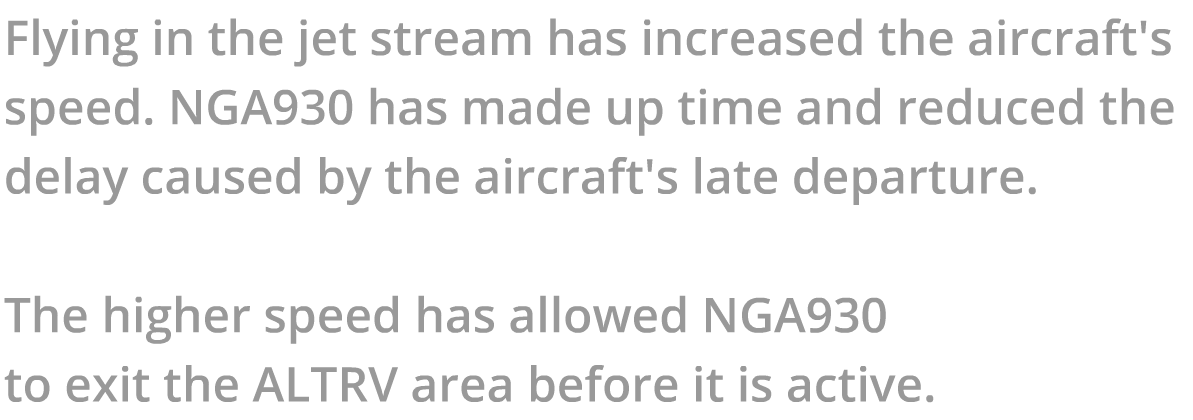 Flying in the jet stream has increased the aircraft's
speed. NGA930 has made up time and reduced the
delay caused by the aircraft's late departure.
The higher speed has allowed NGA930
to exit the ALTRV area before it is active.